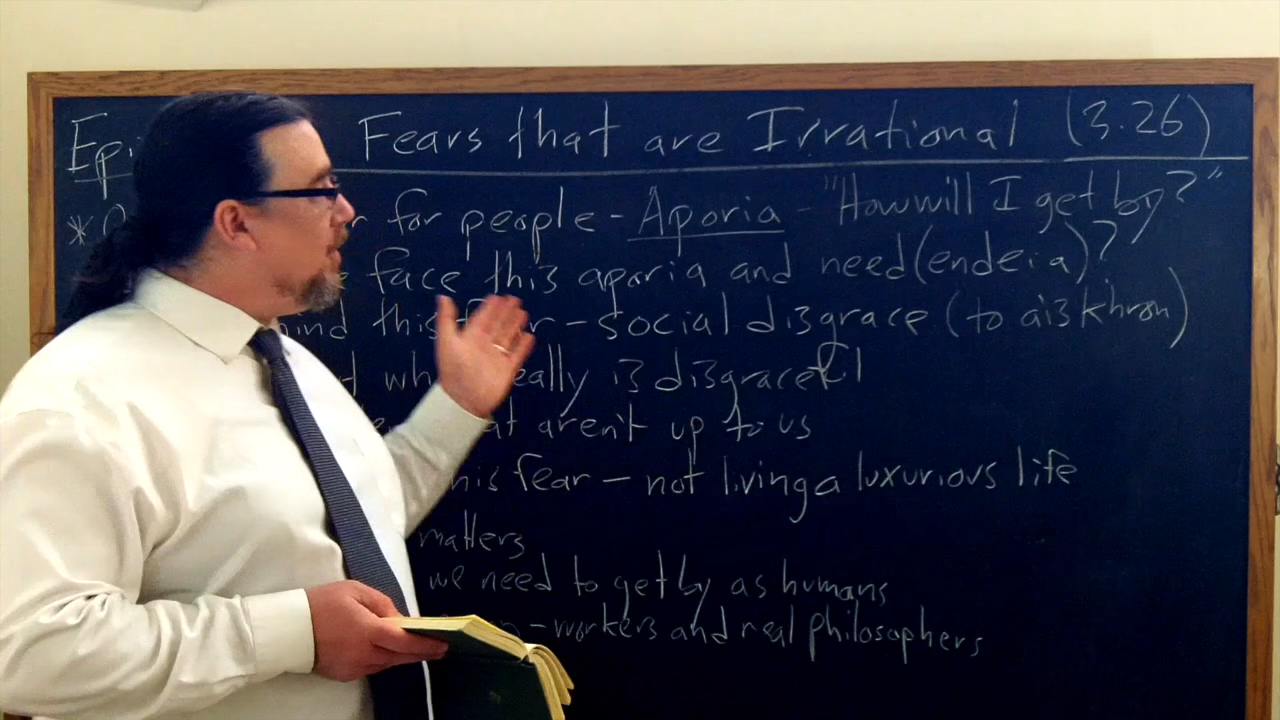 Epi Fears that are Irrational (3.26)
* for people - Aporia - "How will I get by?"
face this aporia and need (endeia)?
this - social disgrace (to aiskhron)
really is disgraceful
aren't up to us
fear - not living a luxurious life
matters
we need to get by as humans
- workers and real philosophers